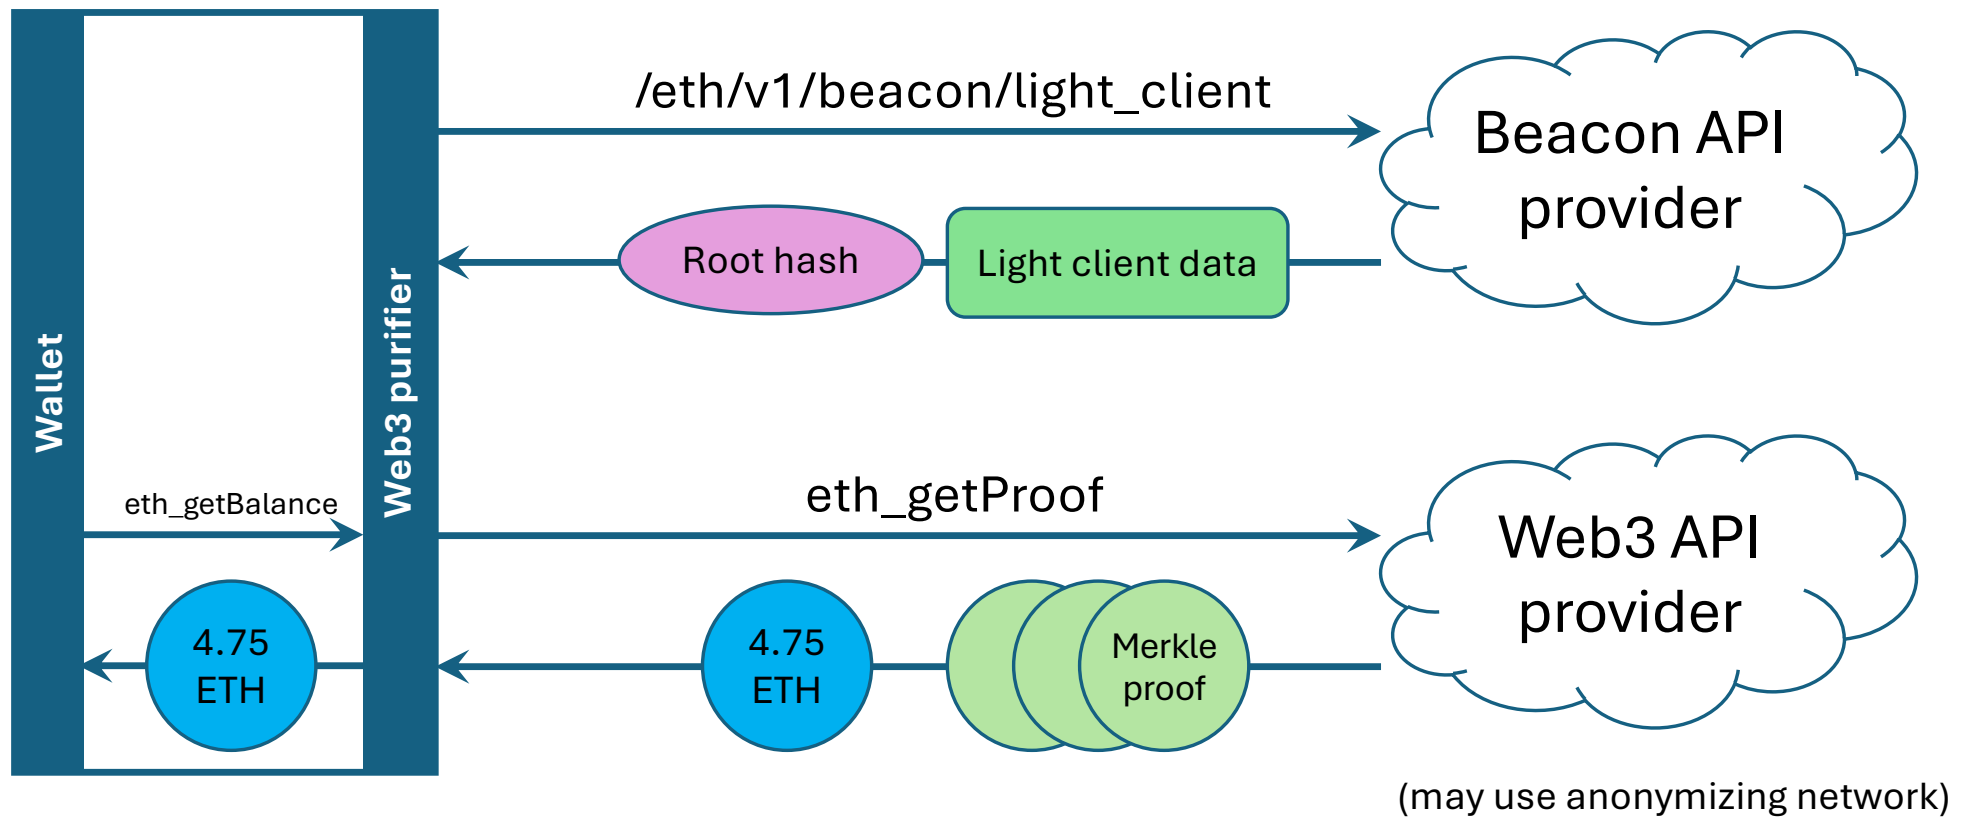 Wallet
Web3 purifier
/eth/v1/beacon/light_client
Beacon API
provider
Root hash
Light client data
eth_getBalance
eth_getProof
Web3 API
provider
4.75
ETH
4.75
ETH
Merkle
proof
(may use anonymizing network)